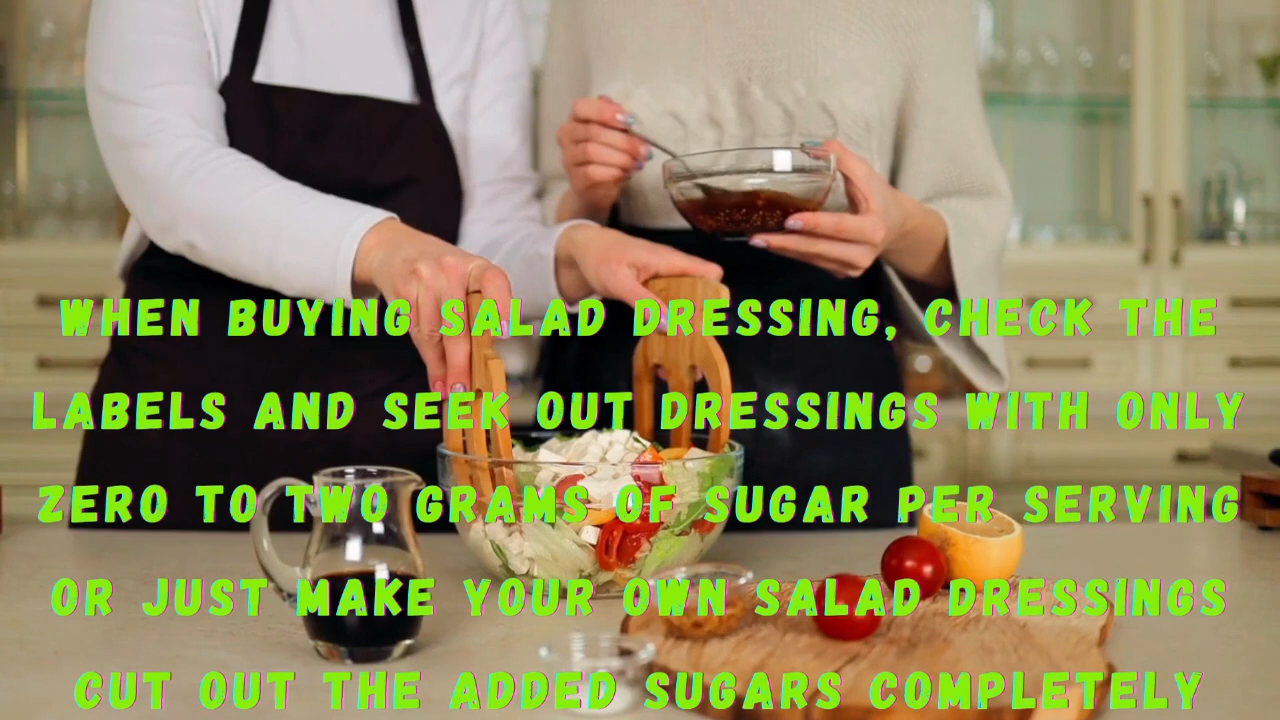 WHEN BUYING SALAD DRESSING, CHECK THE
LABELS AND SEEK OUT DRESSINGS WITH ONLY
ZERO TO TWO GRAMS OF SUGAR PER SERVING
OR JUST MAKE YOUR OWN SALAD DRESSINGS
CUT OUT THE ADDED SUGARS COMPLETELY